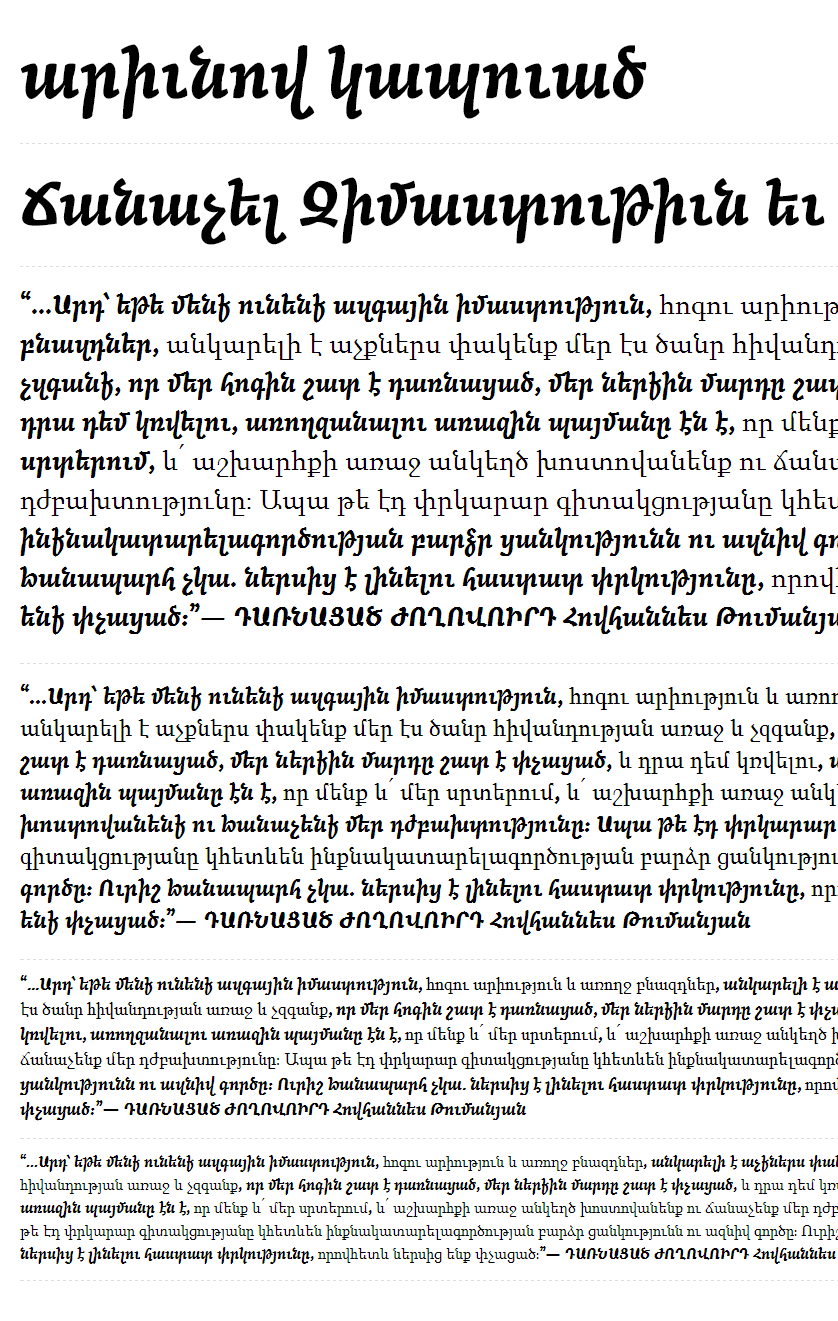 արիւնով կապուած
Ճանաչել Զիմաստութիւն եւ
“…Արդ՝ եթե մենք ունենք ազգային իմաստություն, հոգու արիութ
բնազդներ, անկարելի է աչքներս փակենք մեր էս ծանր հիվանդ
չզգանք, որ մեր հոգին շատ է դառնացած, մեր ներքին մարդը շատ
դրա դեմ կռվելու, առողջանալու առաջին պայմանը էն է, որ մենք
սրտերում, և՛ աշխարհքի առաջ անկեղծ խոստովանենք ու ճանա
դժբախտությունը։ Ապա թե էդ փրկարար գիտակցությանը կհետև
ինքնակատարելագործության բարձր ցանկությունն ու ազնիվ գո
ճանապարհ չկա. ներսից է լինելու հաստատ փրկությունը, որով
ենք փչացած։”— ԴԱՌՆԱՑԱԾ ԺՈՂՈՎՈՒՐԴ Հովհաննես Թումանյա
“…Արդ՝ եթե մենք ունենք ազգային իմաստություն, հոգու արիություն և առող
անկարելի է աչքներս փակենք մեր էս ծանր հիվանդության առաջ և չզգանք,
շատ է դառնացած, մեր ներքին մարդը շատ է փչացած, և դրա դեմ կռվելու, ա
առաջին պայմանը էն է, որ մենք և՛ մեր սրտերում, և՛ աշխարհքի առաջ անկ
խոստովանենք ու ճանաչենք մեր դժբախտությունը։ Ապա թե էդ փրկարար
գիտակցությանը կհետևեն ինքնակատարելագործության բարձր ցանկությու
գործը։ Ուրիշ ճանապարհ չկա. ներսից է լինելու հաստատ փրկությունը, որ
ենք փչացած։”— ԴԱՌՆԱՑԱԾ ԺՈՂՈՎՈՒՐԴ Հովհաննես Թումանյան
“…Արդ՝ եթե մենք ունենք ազգային իմաստություն, հոգու արիություն և առողջ բնազդներ, անկարելի է ա
էս ծանր հիվանդության առաջ և չզգանք, որ մեր հոգին շատ է դառնացած, մեր ներքին մարդը շատ է փչա
կռվելու, առողջանալու առաջին պայմանը էն է, որ մենք և՛ մեր սրտերում, և՛ աշխարհքի առաջ անկեղծ խ
ճանաչենք մեր դժբախտությունը։ Ապա թե էդ փրկարար գիտակցությանը կհետևեն ինքնակատարելագործ
ցանկությունն ու ազնիվ գործը։ Ուրիշ ճանապարհ չկա. ներսից է լինելու հաստատ փրկությունը, որով
փչացած։”— ԴԱՌՆԱՑԱԾ ԺՈՂՈՎՈՒՐԴ Հովհաննես Թումանյան
“…Արդ՝ եթե մենք ունենք ազգային իմաստություն, հոգու արիություն և առողջ բնազդներ, անկարելի է աչքներս փակ
հիվանդության առաջ և չզգանք, որ մեր հոգին շատ է դառնացած, մեր ներքին մարդը շատ է փչացած, և դրա դեմ կռ
առաջին պայմանը էն է, որ մենք և՛ մեր սրտերում, և՛ աշխարհքի առաջ անկեղծ խոստովանենք ու ճանաչենք մեր դժբ
թե էդ փրկարար գիտակցությանը կհետևեն ինքնակատարելագործության բարձր ցանկությունն ու ազնիվ գործը։ Ուրի
ներսից է լինելու հաստատ փրկությունը, որովհետև ներսից ենք փչացած։”— ԴԱՌՆԱՑԱԾ ԺՈՂՈՎՈՒՐԴ Հովհաննես